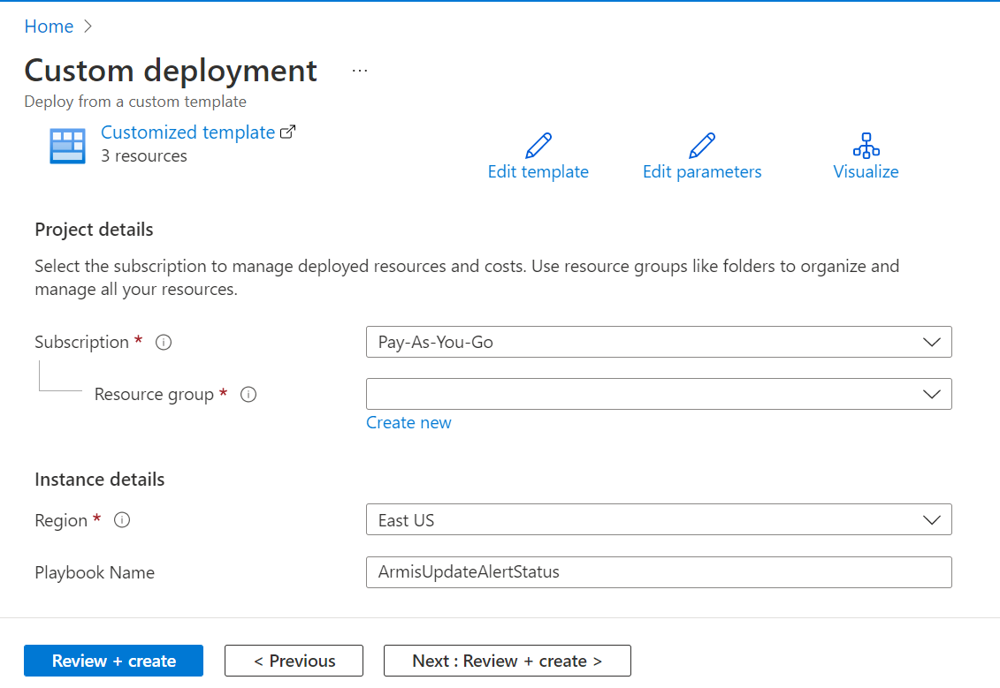 Home >
Custom deployment ...
Deploy from a custom template
Customized template
3 resources
Edit template
Edit parameters
Visualize
Project details
Select the subscription to manage deployed resources and costs. Use resource groups like folders to organize and
manage all your resources.
Subscription *
Pay-As-You-Go
Resource group *
Create new
Instance details
Region *
East US
Playbook Name
ArmisUpdateAlertStatus
Review + create
< Previous
Next : Review + create >